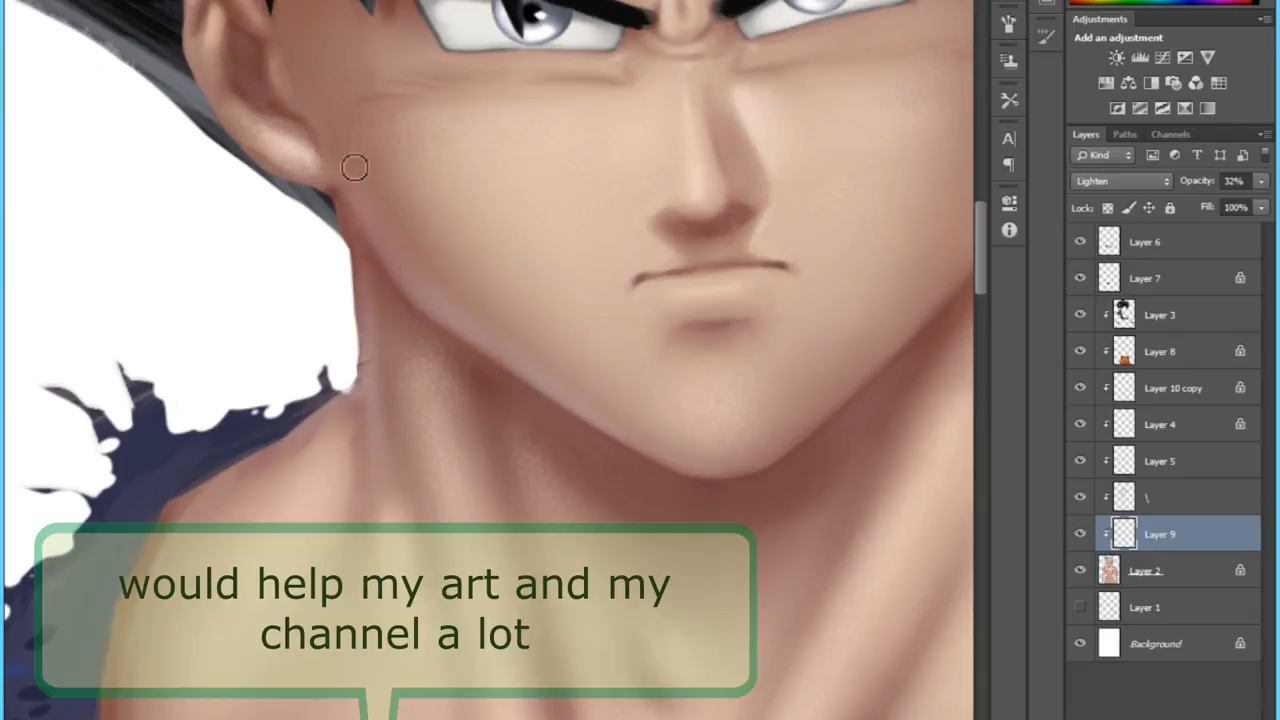 Adjustments
Add an adjustment
Layers Paths Channels
Kind
Lighten Opacity: 32%
Lock: Fill: 100%
Layer 6
Layer 7
Layer 3
Layer 8
Layer 10 copy
Layer 4
Layer 5
\
Layer 9
Layer 2
Layer 1
Background
would help my art and my
channel a lot